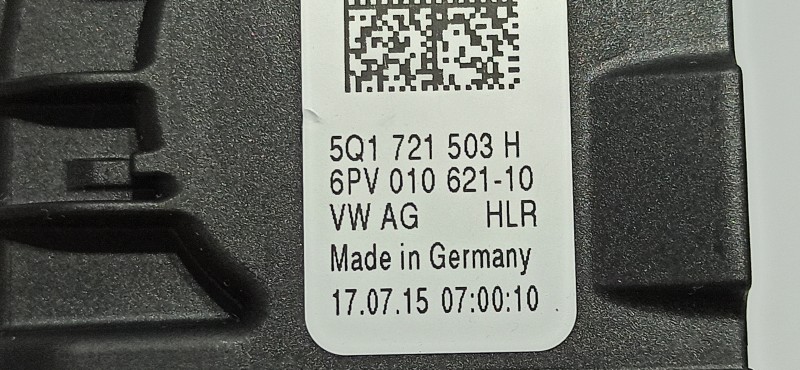 5Q1 721 503 H
6PV 010 621-10
VW AG HLR
Made in Germany
17.07.15 07:00:10